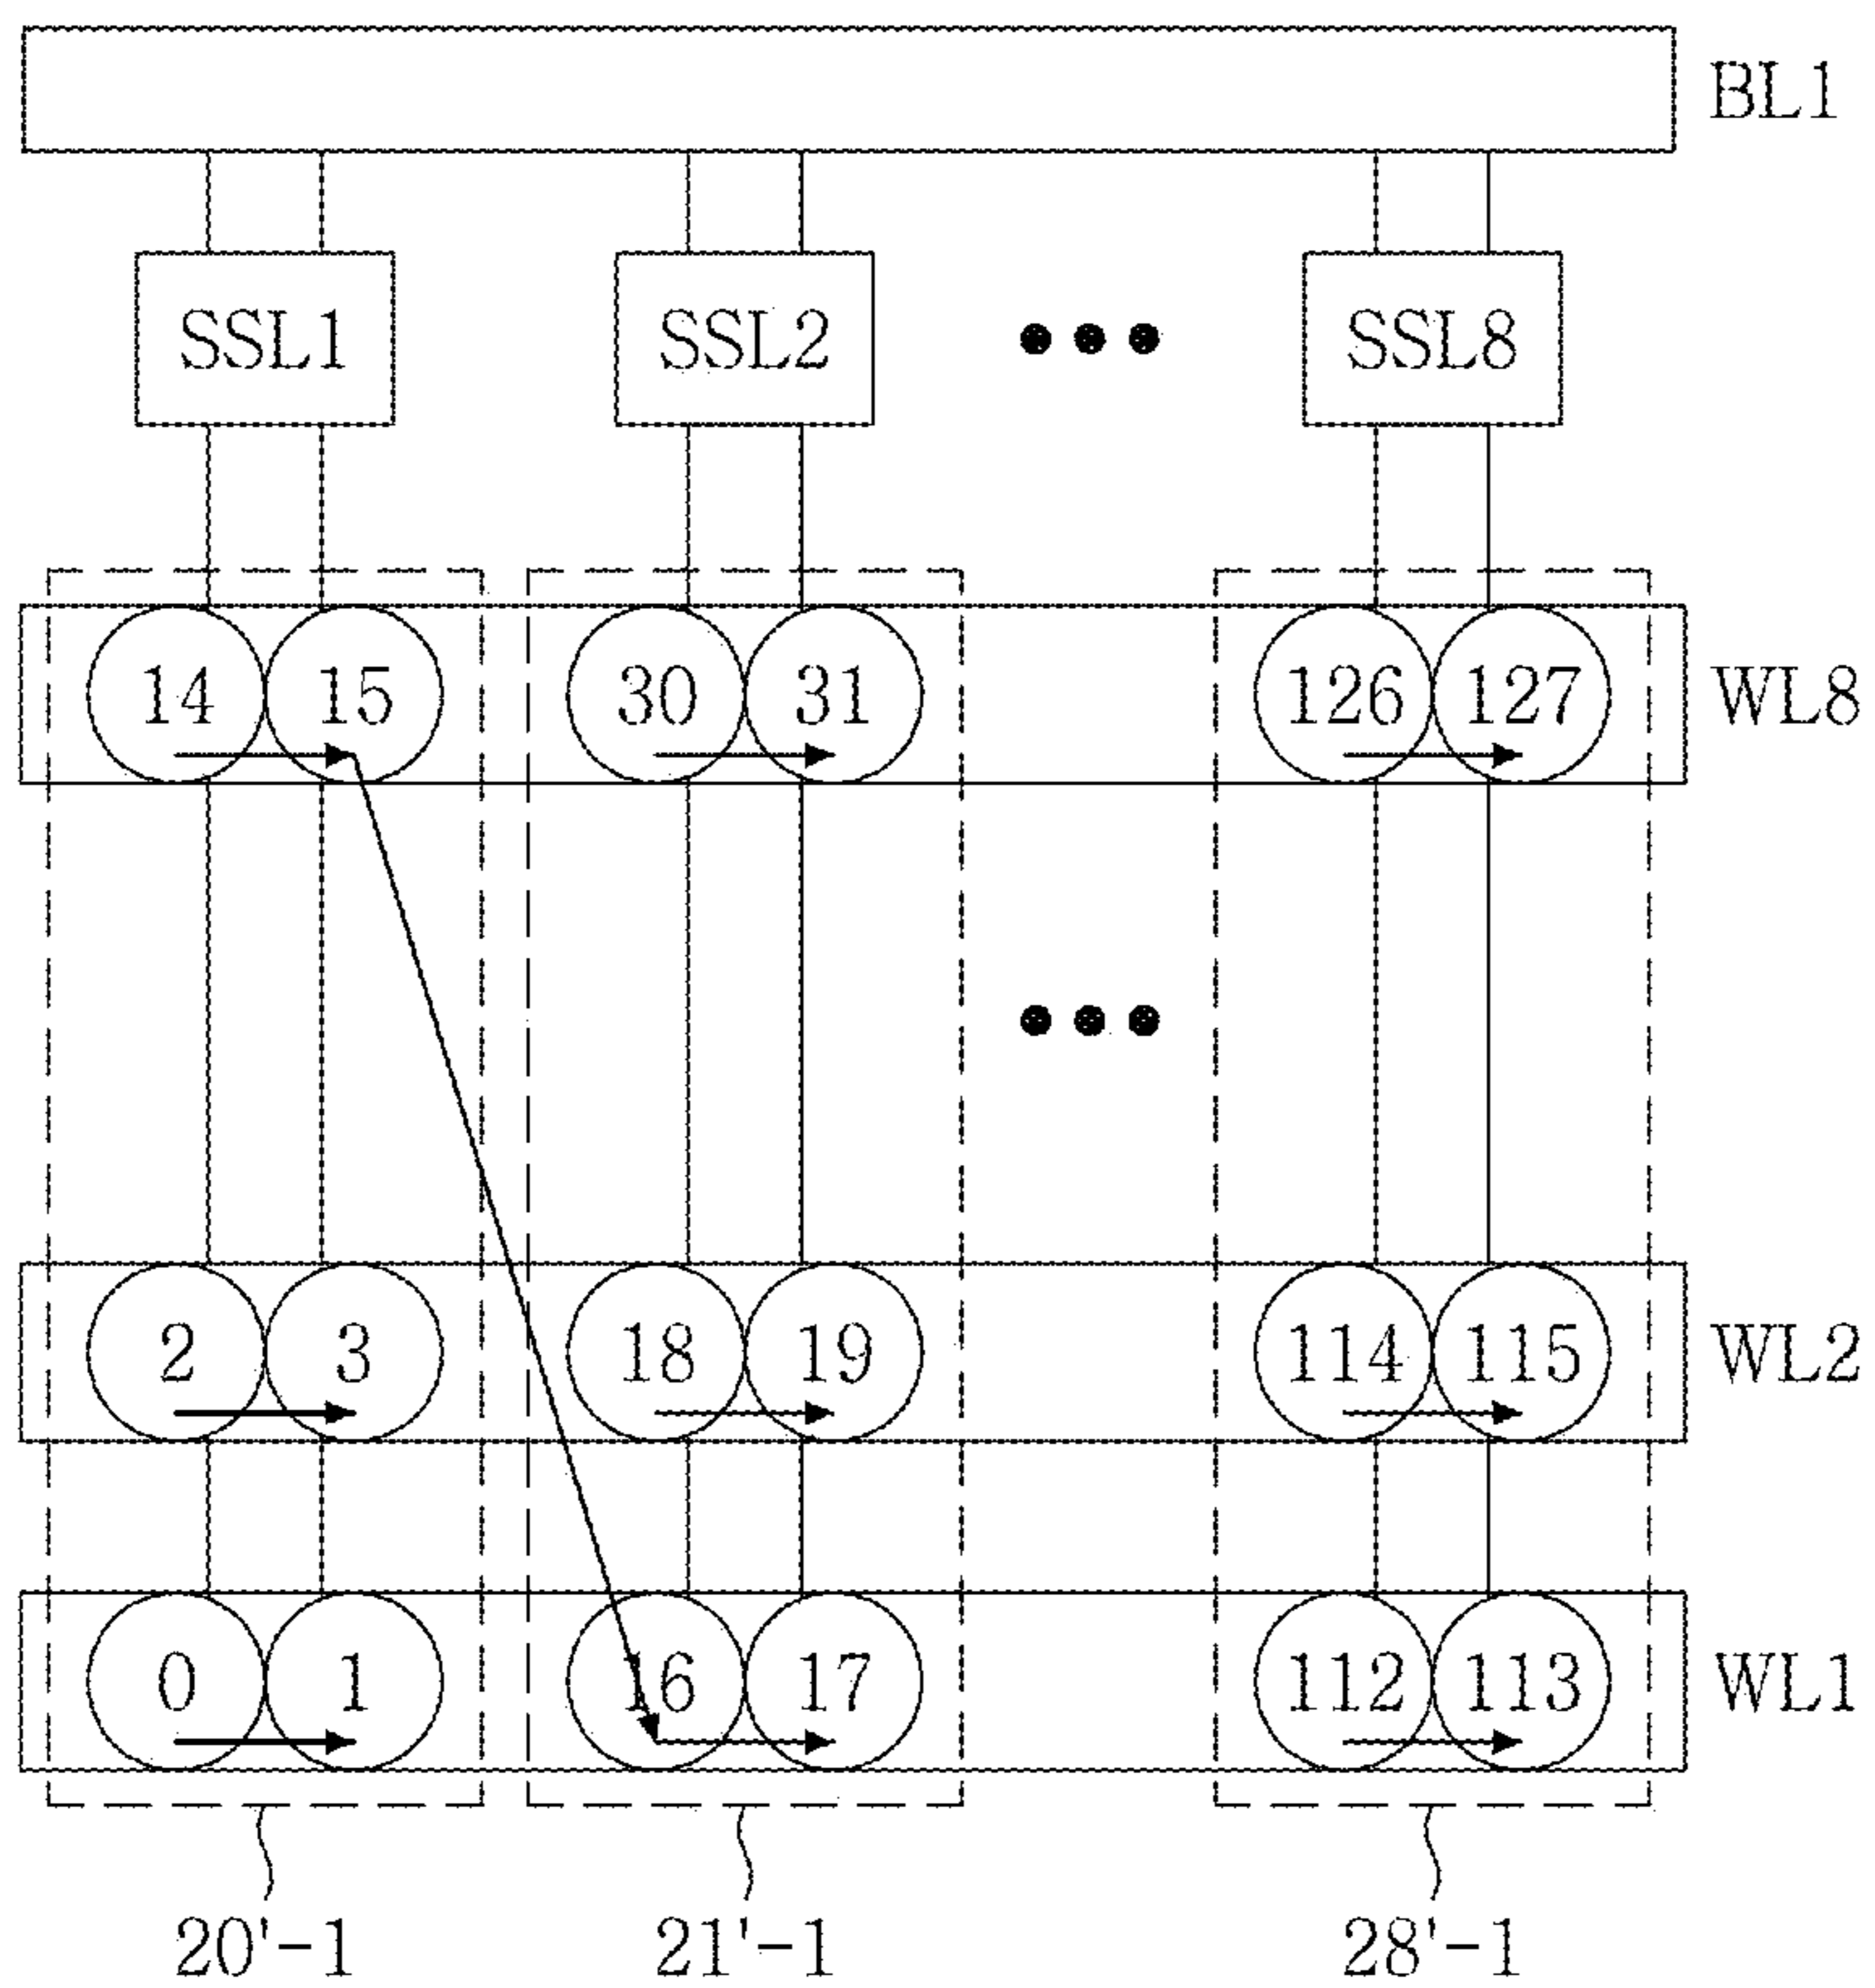 BL1
SSL1 SSL2 SSL8
14 15 30 31 126 127 WL8
2 3 18 19 114 115 WL2
0 1 16 17 112 113 WL1
20'-1 21'-1 28'-1